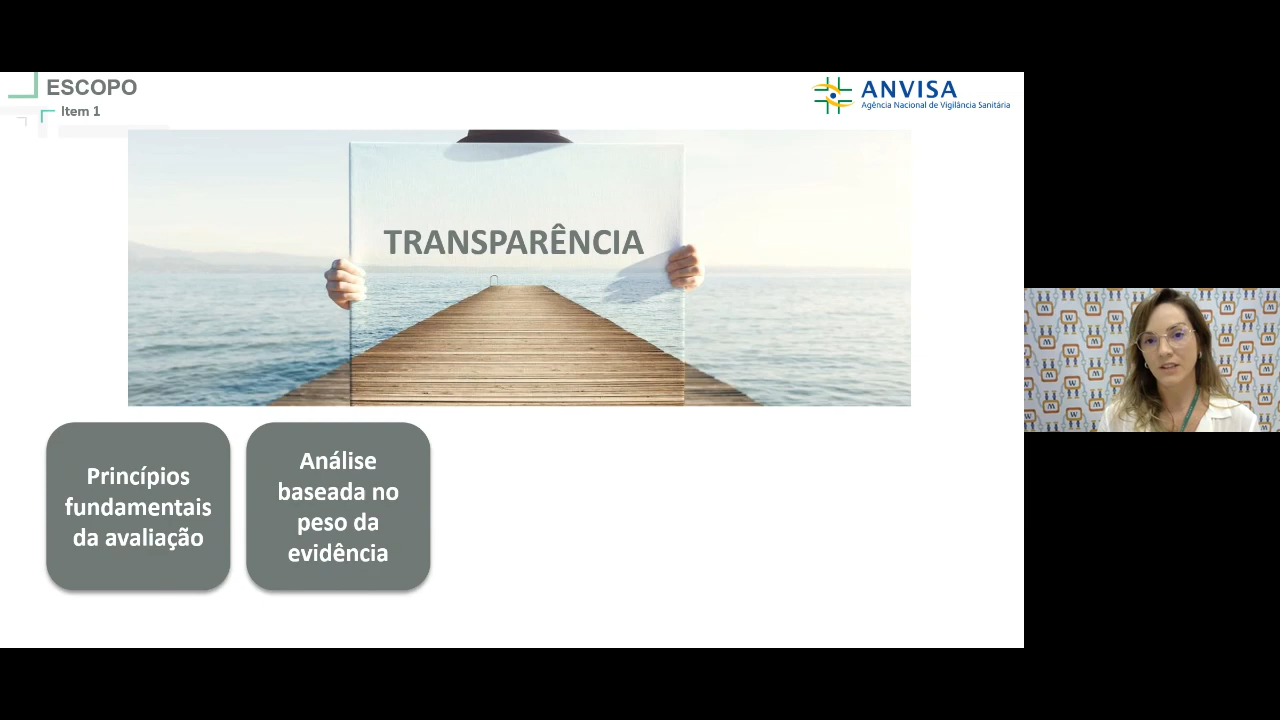 ESCOPO
Item 1
ANVISA
Agência Nacional de Vigilância Sanitária
TRANSPARÊNCIA
Princípios
fundamentais
da avaliação
Análise
baseada no
peso da
evidência